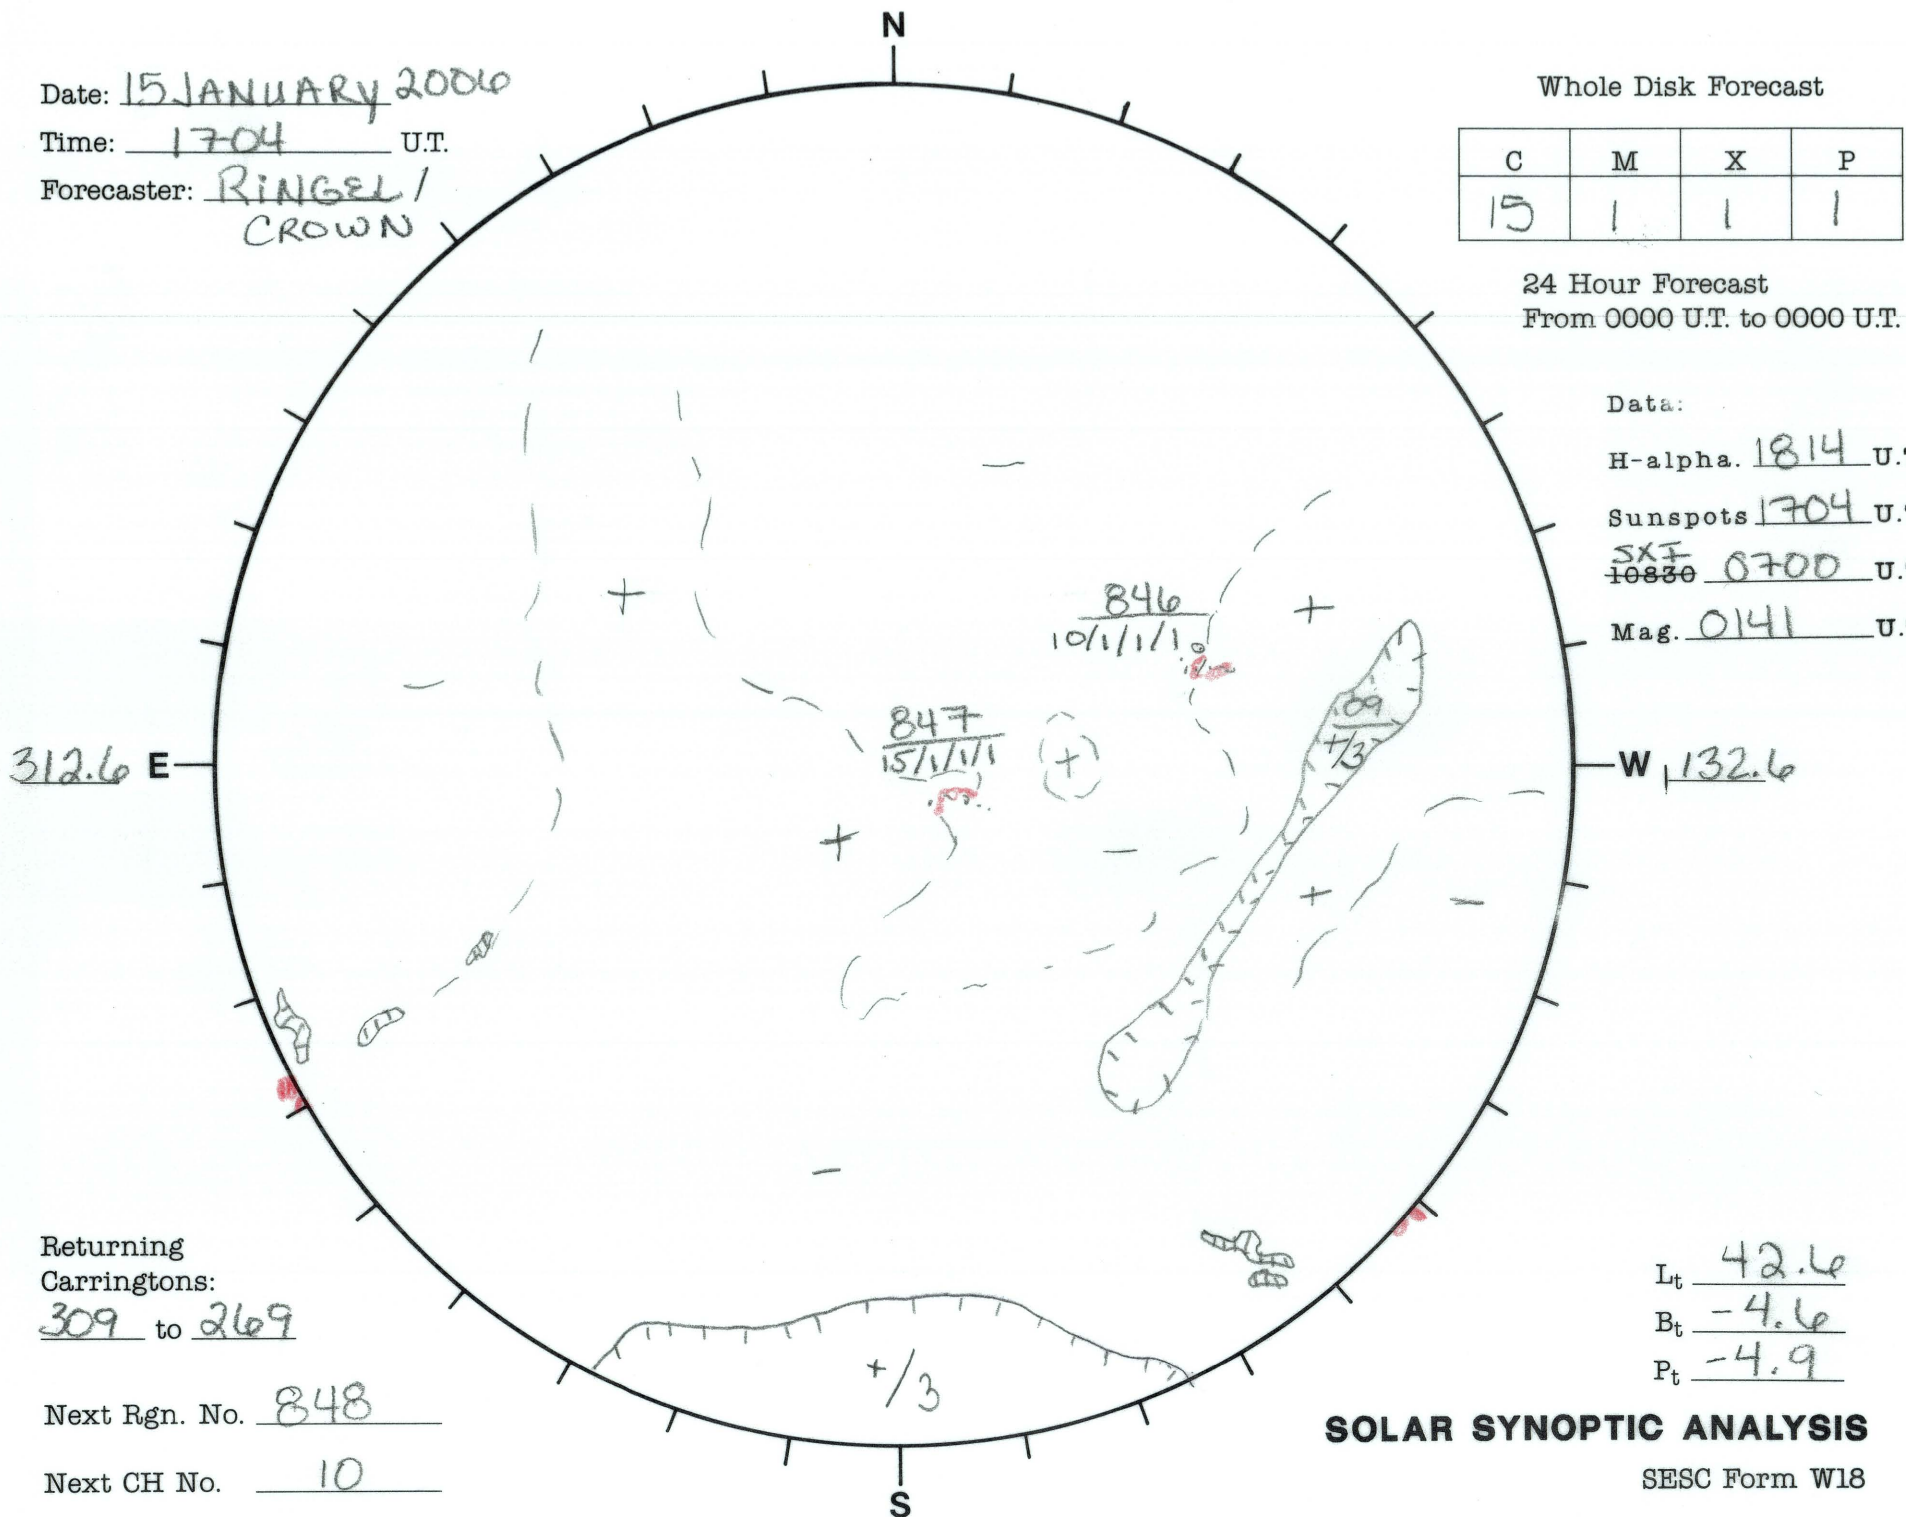 N
Date: 15 JANUARY 2006
Time: 1704 U.T.
Forecaster: RINGEL/
CROWN
Whole Disk Forecast
C M X P
15 1 1 1
24 Hour Forecast
From 0000 U.T. to 0000 U.T.
Data:
H-alpha. 1814 U.
Sunspots 1704 U.
SXI
10830 0700 U.
Mag. 0141 U.
846
10/1/1/1
847
15/1/1/1
09
+/3
312.6 E
W 132.6
+/3
Returning
Carringtons:
309 to 269
Next Rgn. No. 848
Next CH No. 10
Lt 42.6
Bt -4.6
Pt -4.9
SOLAR SYNOPTIC ANALYSIS
SESC Form W18
S